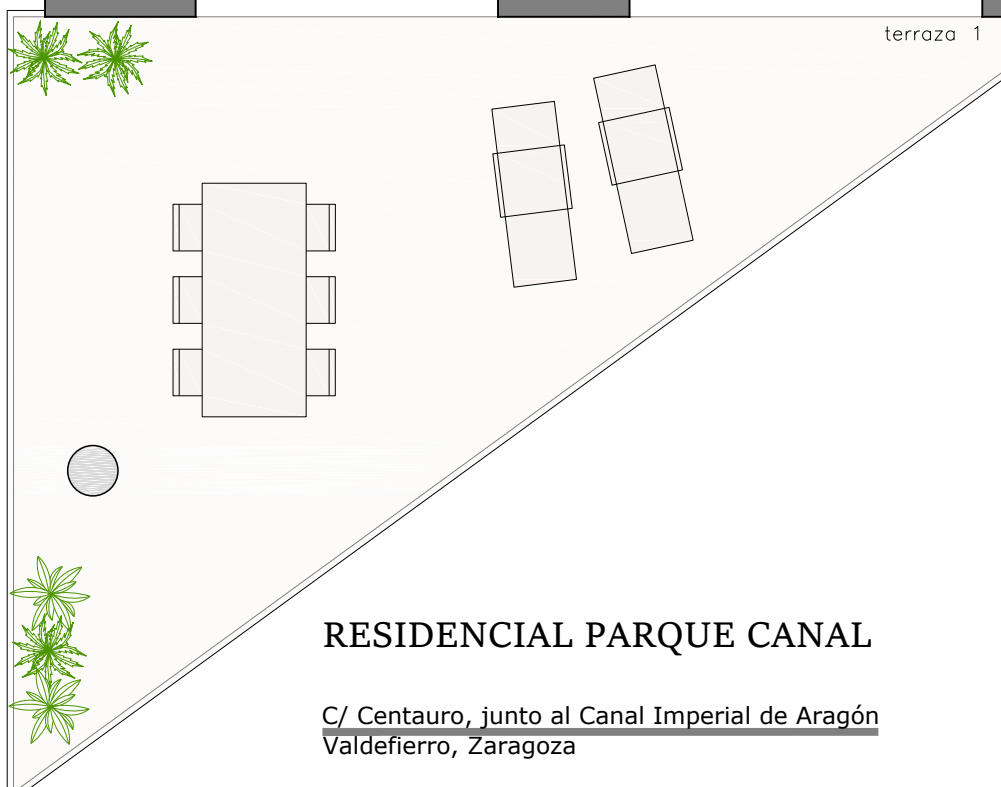 terraza 1
RESIDENCIAL PARQUE CANAL
C/ Centauro, junto al Canal Imperial de Aragón
Valdefierro, Zaragoza